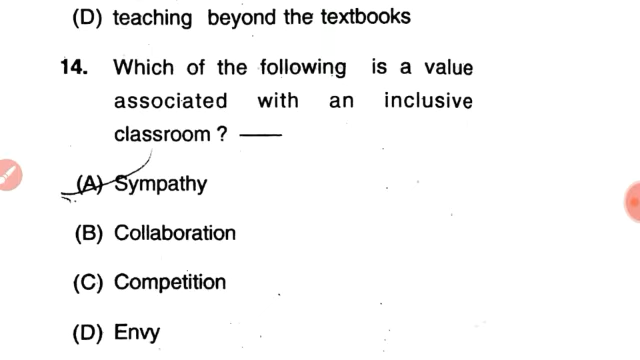 (D) teaching beyond the textbooks
14. Which of the following is a value
associated with an inclusive
classroom ? ——
(A) Sympathy
(B) Collaboration
(C) Competition
(D) Envy